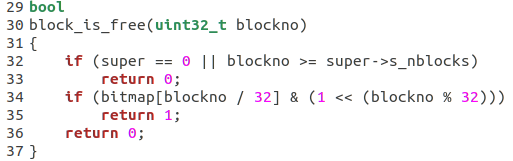 29 bool
30 block_is_free(uint32_t blockno)
31 {
32     if (super == 0 || blockno >= super->s_nblocks)
33         return 0;
34     if (bitmap[blockno / 32] & (1 << (blockno % 32)))
35         return 1;
36     return 0;
37 }